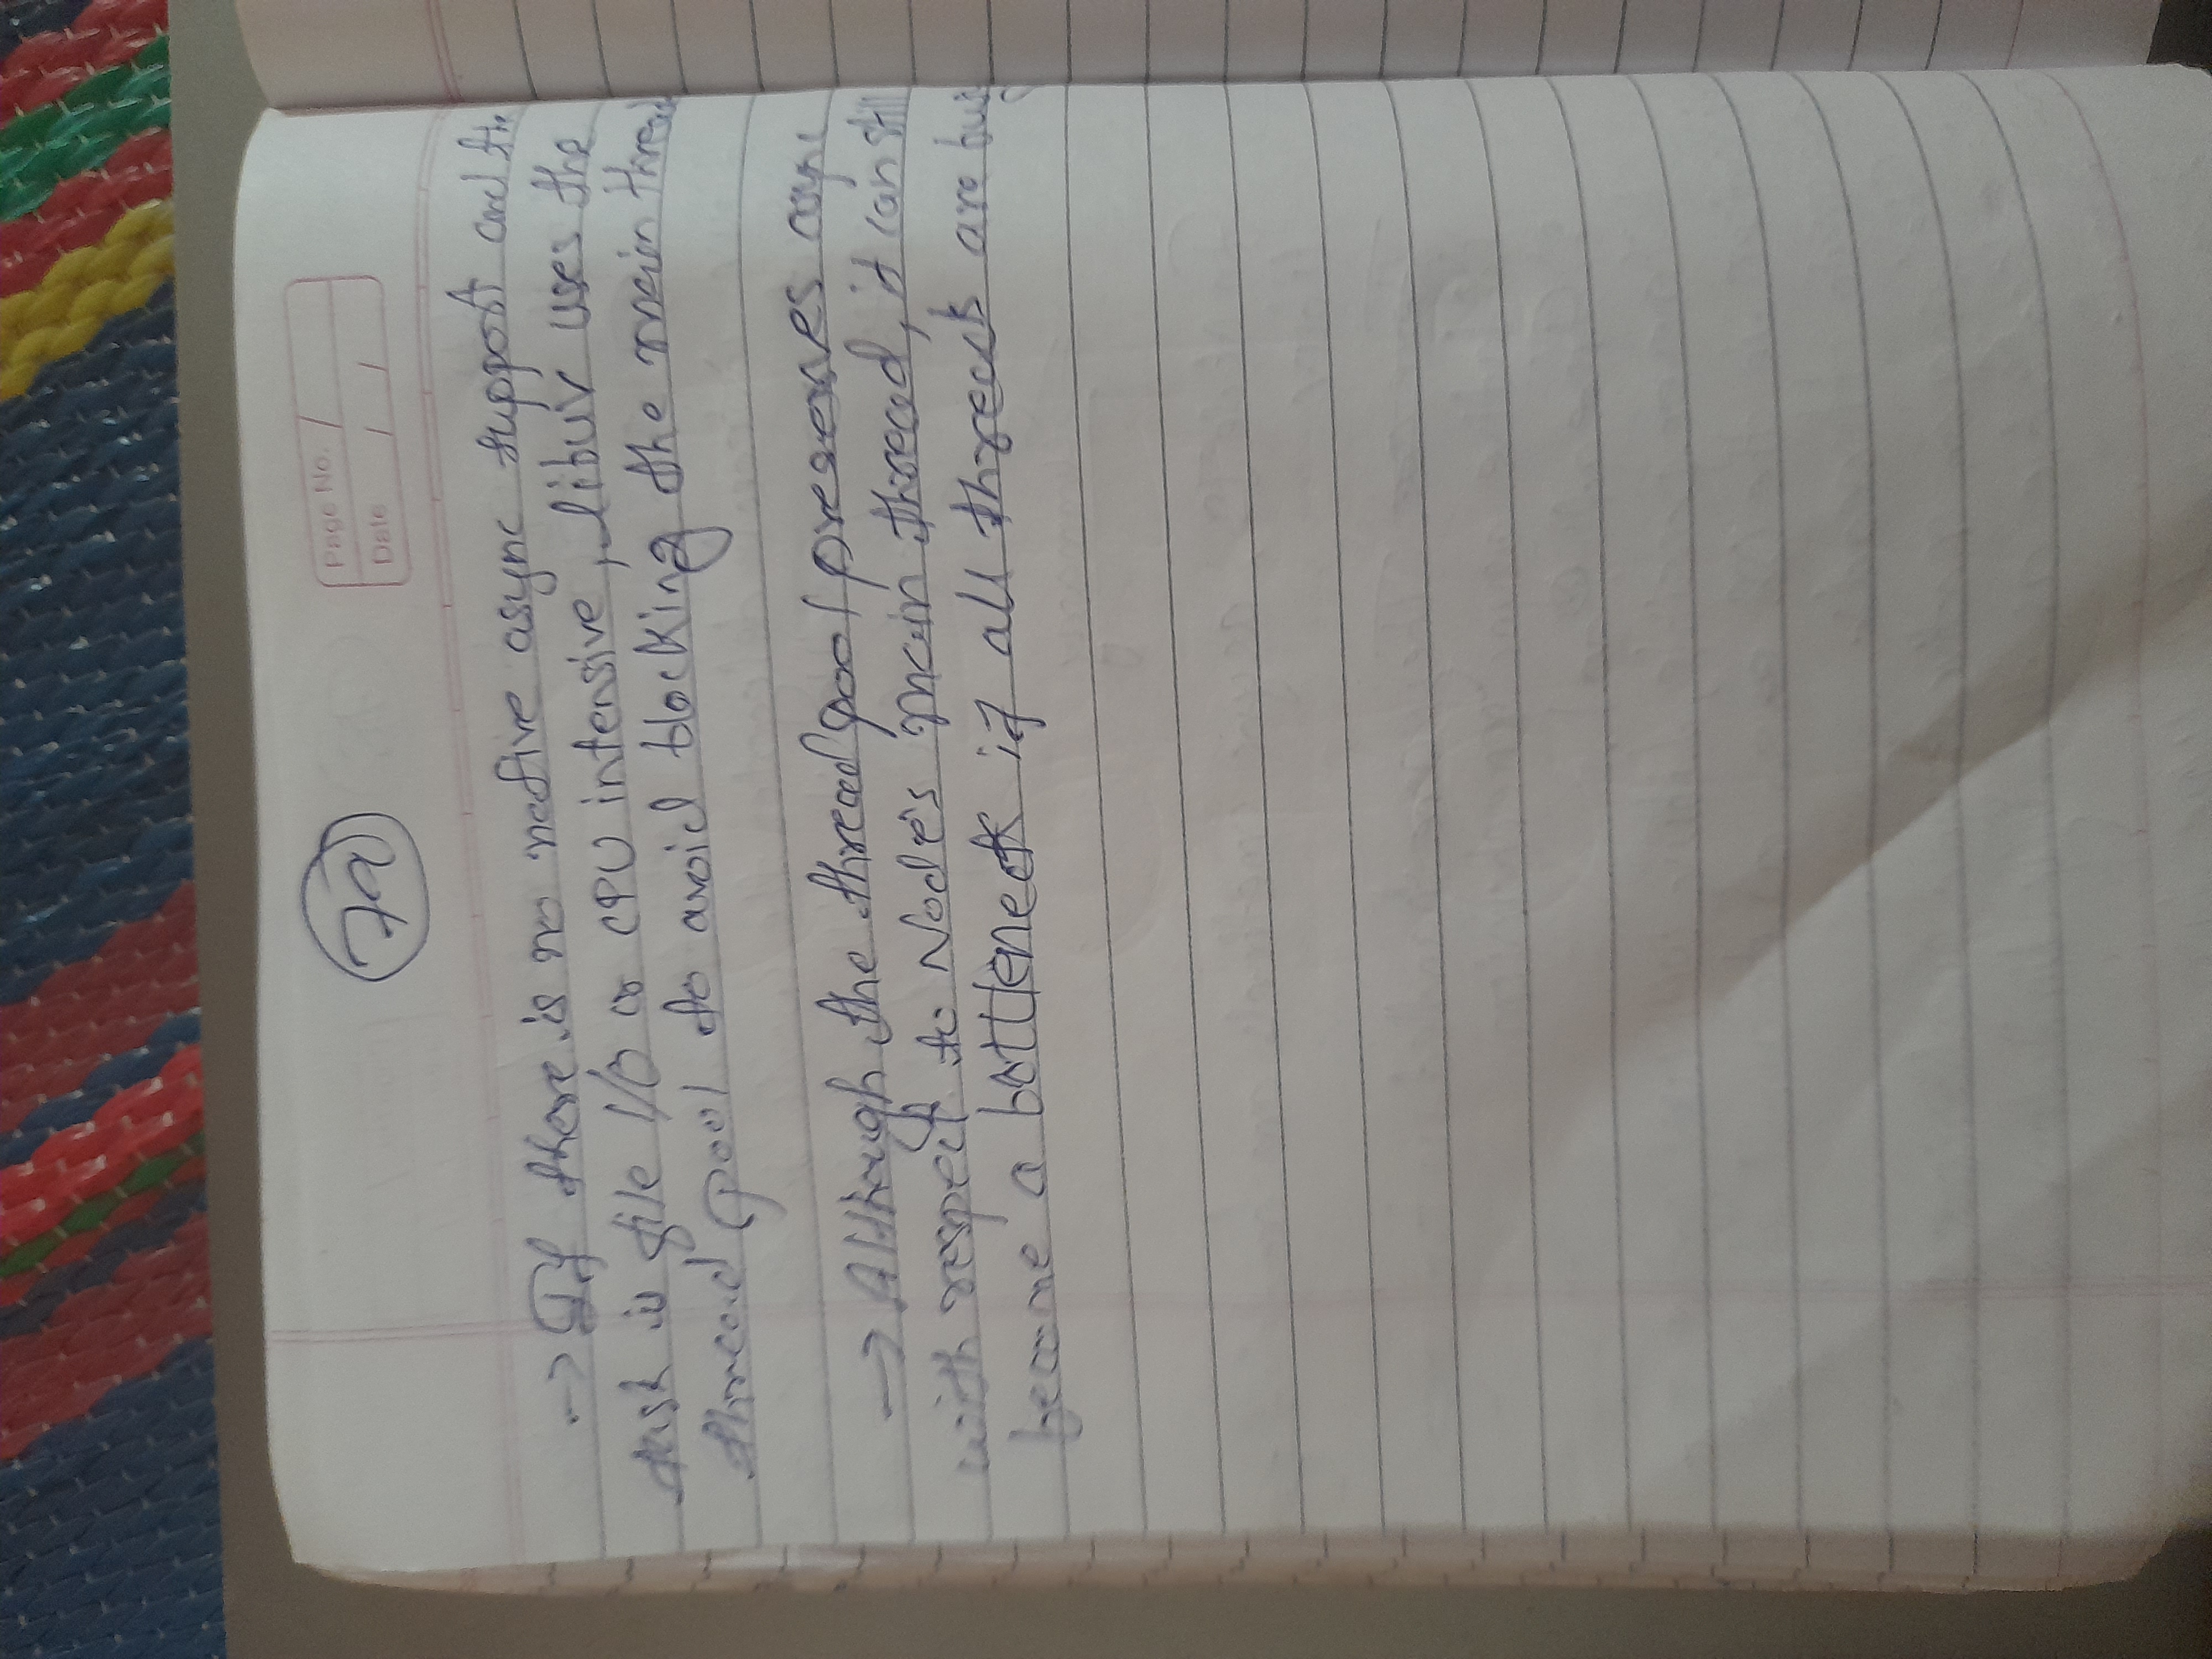 72
Page No.
Date
→ If there is no native async support and the
task is file I/O or CPU intensive, libuv uses the
thread pool to avoid blocking the main thread
→ Although the thread pool preserves async
with respect to Node's main thread, it can still
become a bottleneck if all threads are busy